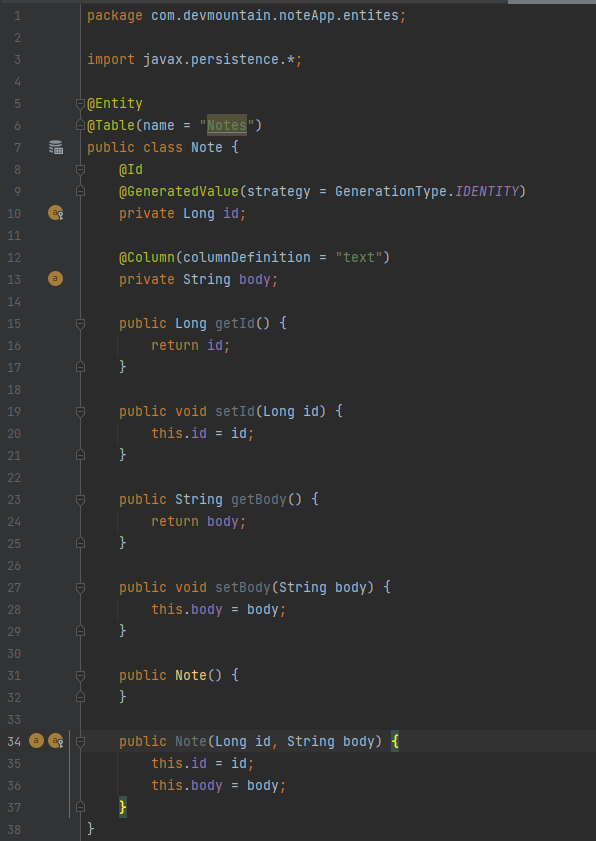 1 package com.devmountain.noteApp.entites;
2
3 import javax.persistence.*;
4
5 @Entity
6 @Table(name = "Notes")
7 public class Note {
8     @Id
9     @GeneratedValue(strategy = GenerationType.IDENTITY)
10     private Long id;
11
12     @Column(columnDefinition = "text")
13     private String body;
14
15     public Long getId() {
16         return id;
17     }
18
19     public void setId(Long id) {
20         this.id = id;
21     }
22
23     public String getBody() {
24         return body;
25     }
26
27     public void setBody(String body) {
28         this.body = body;
29     }
30
31     public Note() {
32     }
33
34     public Note(Long id, String body) {
35         this.id = id;
36         this.body = body;
37     }
38 }